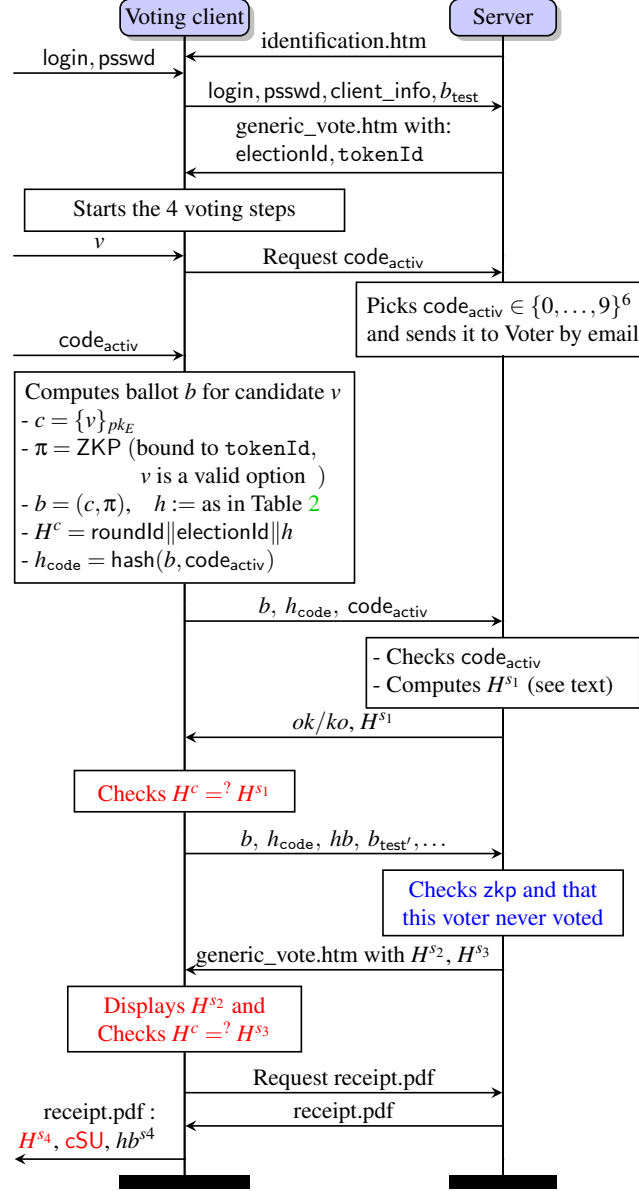 Voting client
Server
identification.htm
login, psswd
login, psswd, client_info, b_test
generic_vote.htm with:
electionId, tokenId
Starts the 4 voting steps
v
Request code_activ
Picks code_activ ∈ {0, …, 9}^6
and sends it to Voter by email
code_activ
Computes ballot b for candidate v
- c = {v}_pk_E
- π = ZKP (bound to tokenId,
v is a valid option )
- b = (c, π), h := as in Table 2
- H^c = roundId‖electionId‖h
- h_code = hash(b, code_activ)
b, h_code, code_activ
- Checks code_activ
- Computes H^s1 (see text)
ok/ko, H^s1
Checks H^c =? H^s1
b, h_code, hb, b_test′, …
Checks zkp and that
this voter never voted
generic_vote.htm with H^s2, H^s3
Displays H^s2 and
Checks H^c =? H^s3
Request receipt.pdf
receipt.pdf
receipt.pdf :
H^s4, cSU, hb^s4